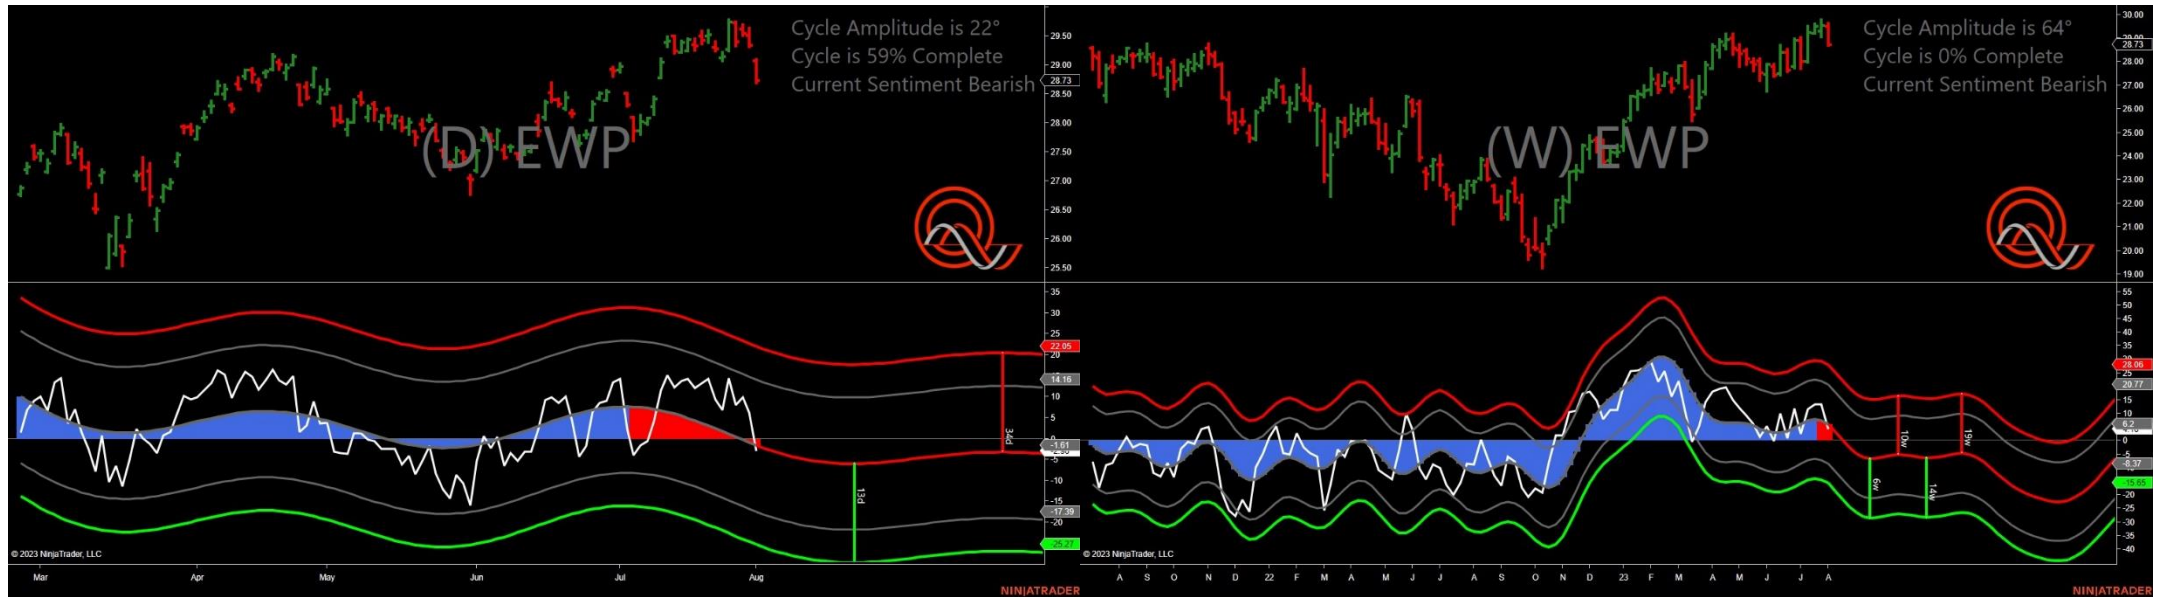 Cycle Amplitude is 22°
Cycle is 59% Complete
Current Sentiment Bearish
(D) EWP
29.50
29.00
28.73
28.50
28.00
27.50
27.00
26.50
26.00
25.50
35
30
25
22.05
20
14.16
10
5
0
-1.61
-5
-10
-15
-17.39
-20
-25.27
34d
13d
© 2023 NinjaTrader, LLC
Mar Apr May Jun Jul Aug
NINJATRADER
Cycle Amplitude is 64°
Cycle is 0% Complete
Current Sentiment Bearish
(W) EWP
30.00
29.00
28.73
28.00
27.00
26.00
25.00
24.00
23.00
22.00
21.00
20.00
19.00
55
50
45
40
35
28.06
25
20.77
15
10
6.2
0
-8.37
-15.65
-20
-25
-30
-35
-40
10w
19w
6w
14w
© 2023 NinjaTrader, LLC
A S O N D 22 F M A M J J A S O N D 23 F M A M J J A
NINJATRADER